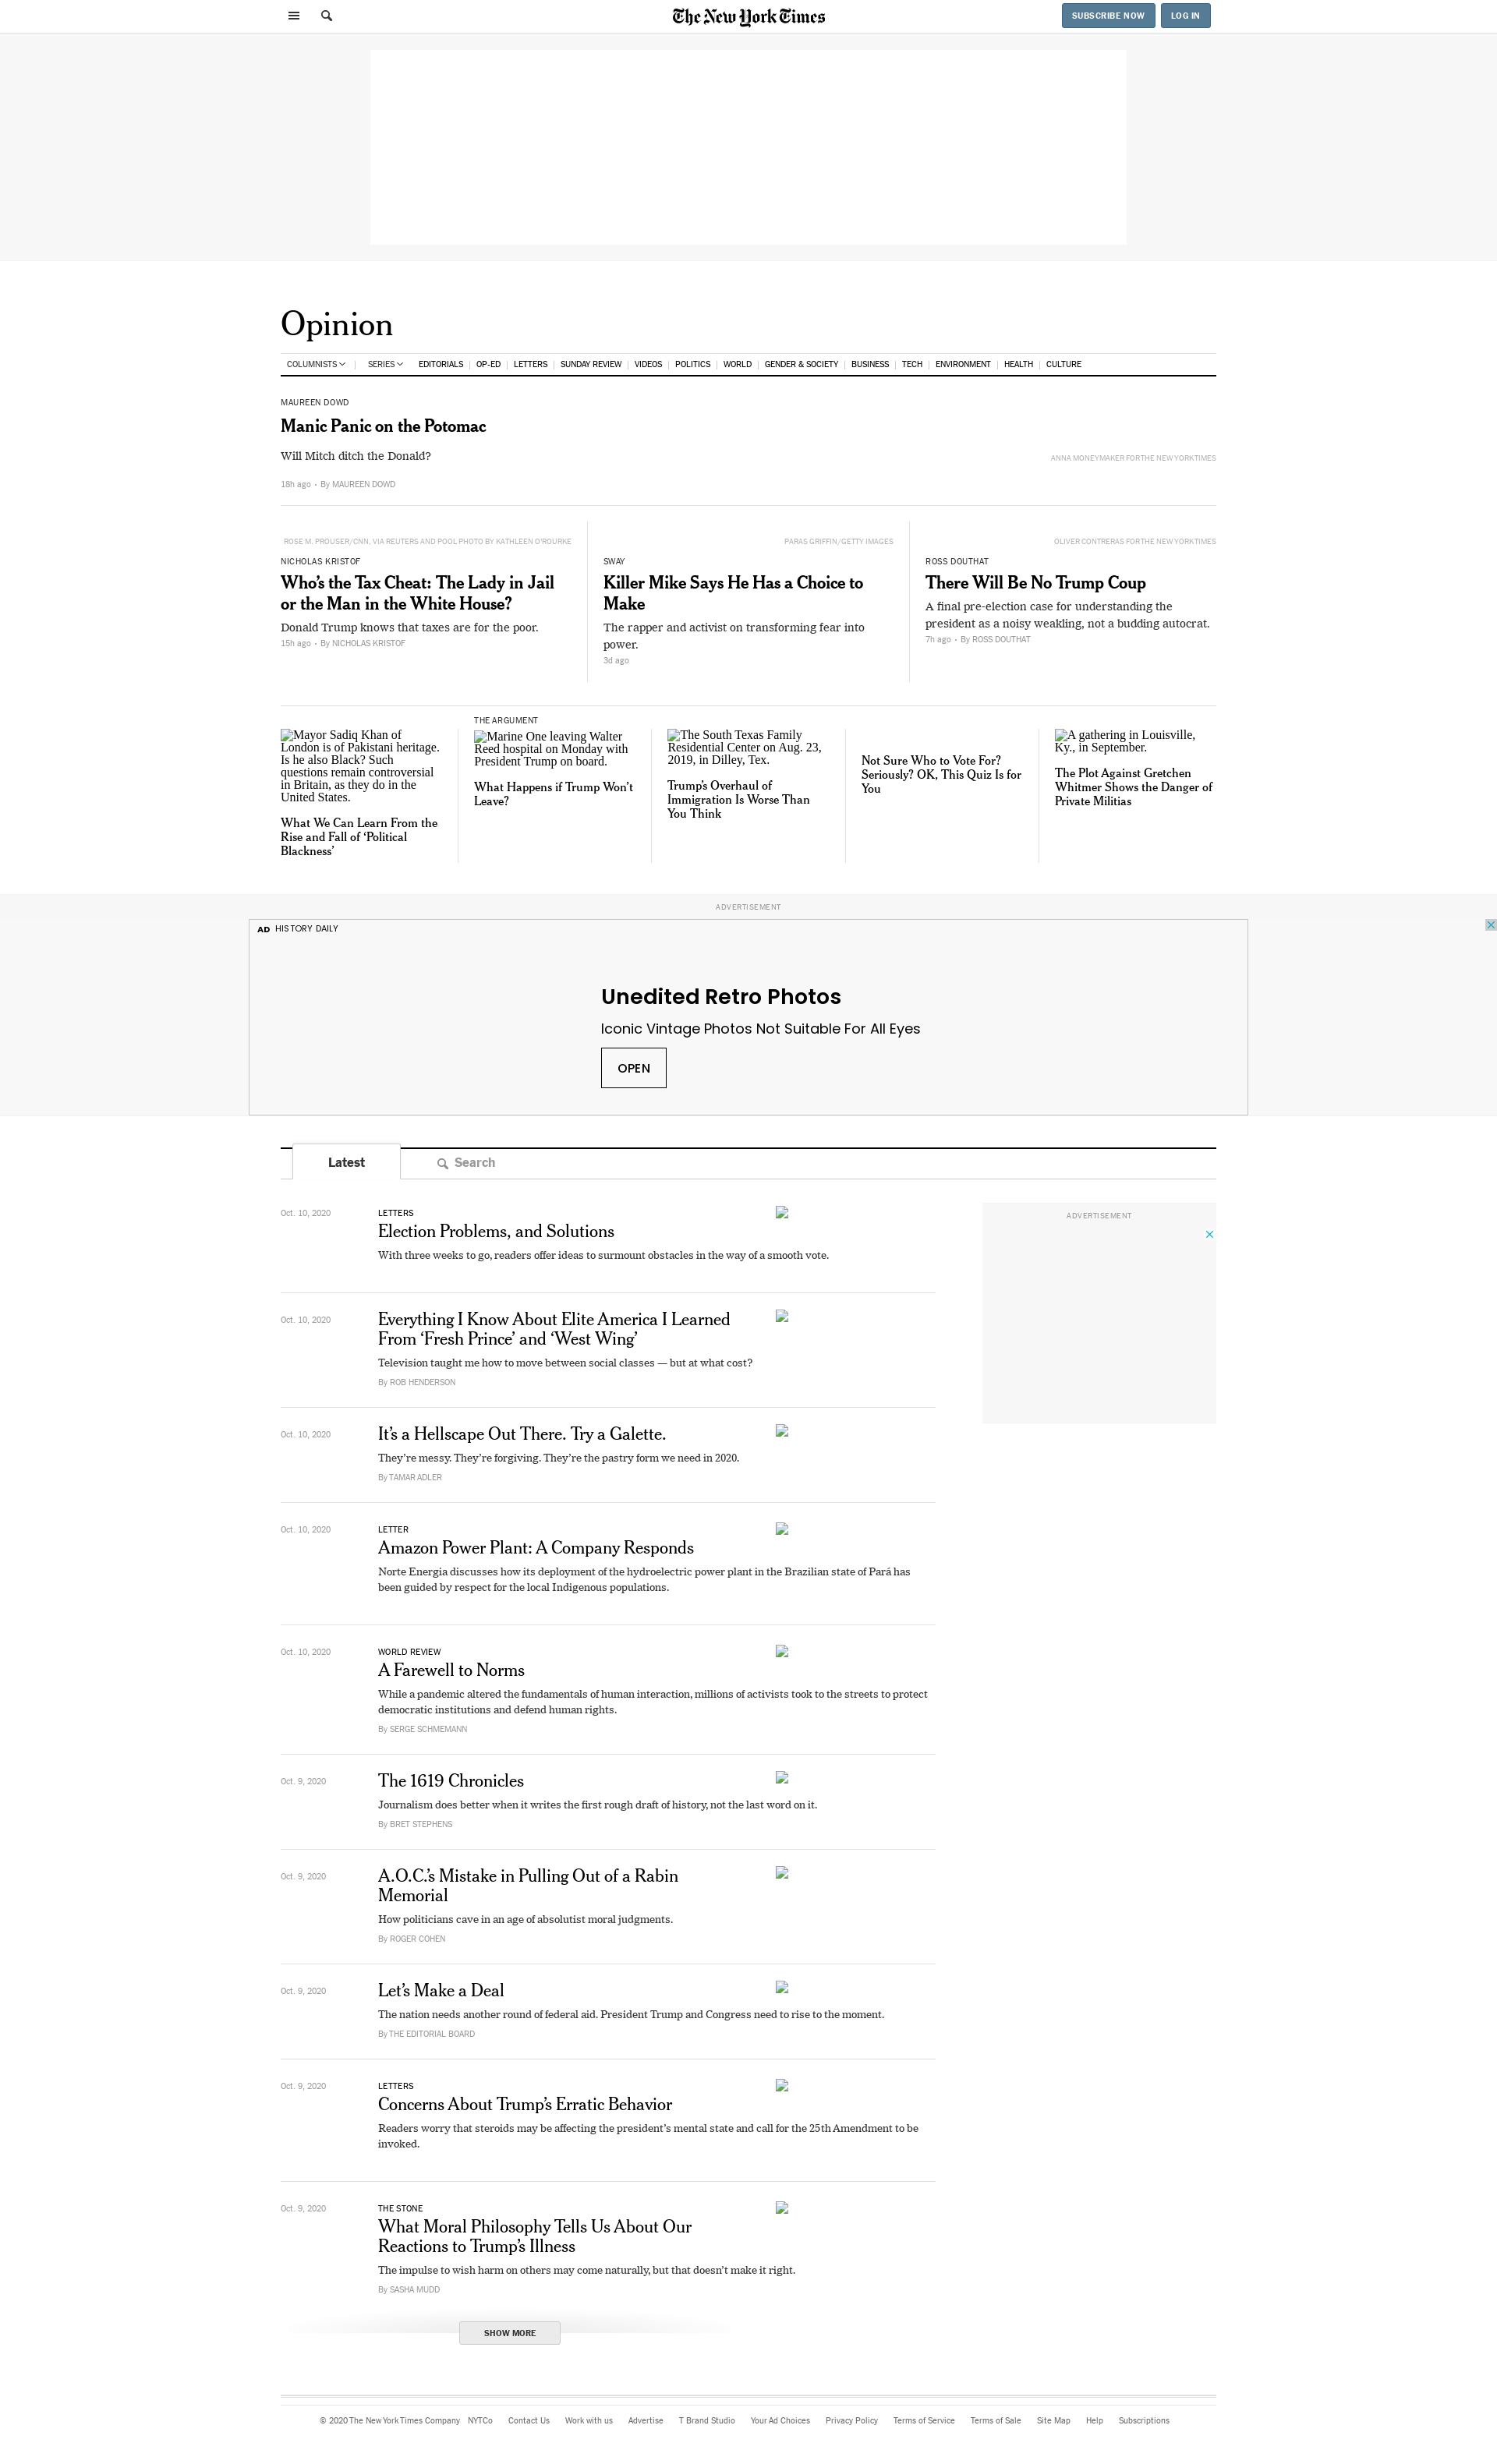 The New York Times
SUBSCRIBE NOW
LOG IN
Opinion
COLUMNISTS
SERIES
EDITORIALS
OP-ED
LETTERS
SUNDAY REVIEW
VIDEOS
POLITICS
WORLD
GENDER & SOCIETY
BUSINESS
TECH
ENVIRONMENT
HEALTH
CULTURE
MAUREEN DOWD
Manic Panic on the Potomac
Will Mitch ditch the Donald?
ANNA MONEYMAKER FOR THE NEW YORK TIMES
18h ago • By MAUREEN DOWD
ROSE M. PROUSER/CNN, VIA REUTERS AND POOL PHOTO BY KATHLEEN O'ROURKE
NICHOLAS KRISTOF
Who’s the Tax Cheat: The Lady in Jail
or the Man in the White House?
Donald Trump knows that taxes are for the poor.
15h ago • By NICHOLAS KRISTOF
PARAS GRIFFIN/GETTY IMAGES
SWAY
Killer Mike Says He Has a Choice to
Make
The rapper and activist on transforming fear into
power.
3d ago
OLIVER CONTRERAS FOR THE NEW YORK TIMES
ROSS DOUTHAT
There Will Be No Trump Coup
A final pre-election case for understanding the
president as a noisy weakling, not a budding autocrat.
7h ago • By ROSS DOUTHAT
Mayor Sadiq Khan of
London is of Pakistani heritage.
Is he also Black? Such
questions remain controversial
in Britain, as they do in the
United States.
What We Can Learn From the
Rise and Fall of ‘Political
Blackness’
THE ARGUMENT
Marine One leaving Walter
Reed hospital on Monday with
President Trump on board.
What Happens if Trump Won’t
Leave?
The South Texas Family
Residential Center on Aug. 23,
2019, in Dilley, Tex.
Trump’s Overhaul of
Immigration Is Worse Than
You Think
Not Sure Who to Vote For?
Seriously? OK, This Quiz Is for
You
A gathering in Louisville,
Ky., in September.
The Plot Against Gretchen
Whitmer Shows the Danger of
Private Militias
ADVERTISEMENT
AD HISTORY DAILY
Unedited Retro Photos
Iconic Vintage Photos Not Suitable For All Eyes
OPEN
Latest
Search
ADVERTISEMENT
Oct. 10, 2020
LETTERS
Election Problems, and Solutions
With three weeks to go, readers offer ideas to surmount obstacles in the way of a smooth vote.
Oct. 10, 2020
Everything I Know About Elite America I Learned
From ‘Fresh Prince’ and ‘West Wing’
Television taught me how to move between social classes — but at what cost?
By ROB HENDERSON
Oct. 10, 2020
It’s a Hellscape Out There. Try a Galette.
They’re messy. They’re forgiving. They’re the pastry form we need in 2020.
By TAMAR ADLER
Oct. 10, 2020
LETTER
Amazon Power Plant: A Company Responds
Norte Energia discusses how its deployment of the hydroelectric power plant in the Brazilian state of Pará has
been guided by respect for the local Indigenous populations.
Oct. 10, 2020
WORLD REVIEW
A Farewell to Norms
While a pandemic altered the fundamentals of human interaction, millions of activists took to the streets to protect
democratic institutions and defend human rights.
By SERGE SCHMEMANN
Oct. 9, 2020
The 1619 Chronicles
Journalism does better when it writes the first rough draft of history, not the last word on it.
By BRET STEPHENS
Oct. 9, 2020
A.O.C.’s Mistake in Pulling Out of a Rabin
Memorial
How politicians cave in an age of absolutist moral judgments.
By ROGER COHEN
Oct. 9, 2020
Let’s Make a Deal
The nation needs another round of federal aid. President Trump and Congress need to rise to the moment.
By THE EDITORIAL BOARD
Oct. 9, 2020
LETTERS
Concerns About Trump’s Erratic Behavior
Readers worry that steroids may be affecting the president’s mental state and call for the 25th Amendment to be
invoked.
Oct. 9, 2020
THE STONE
What Moral Philosophy Tells Us About Our
Reactions to Trump’s Illness
The impulse to wish harm on others may come naturally, but that doesn’t make it right.
By SASHA MUDD
SHOW MORE
© 2020 The New York Times Company
NYTCo
Contact Us
Work with us
Advertise
T Brand Studio
Your Ad Choices
Privacy Policy
Terms of Service
Terms of Sale
Site Map
Help
Subscriptions